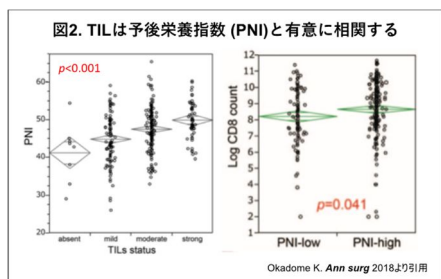 図2. TILは予後栄養指数 (PNI)と有意に相関する
p<0.001
PNI
60
50
40
30
20
absent
mild
moderate
strong
TILs status
Log CD8 count
12
11
10
9
8
7
6
5
4
3
2
1
p=0.041
PNI-low
PNI-high
Okadome K. Ann surg 2018より引用